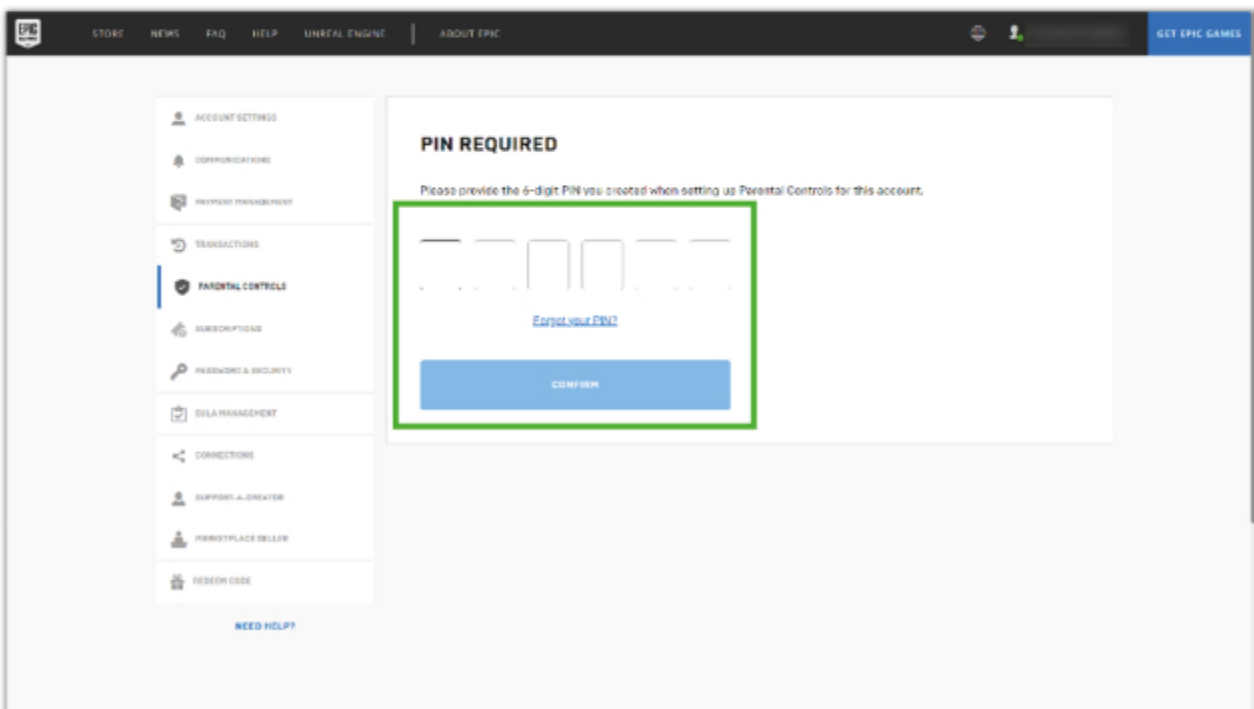 EPIC
STORE NEWS FAQ HELP UNREAL ENGINE ABOUT EPIC GET EPIC GAMES
ACCOUNT SETTINGS
COMMUNICATIONS
PAYMENT MANAGEMENT
TRANSACTIONS
PARENTAL CONTROLS
SUBSCRIPTIONS
PASSWORD & SECURITY
EULA MANAGEMENT
CONNECTIONS
SUPPORT-A-CREATOR
MARKETPLACE SELLER
REDEEM CODE
NEED HELP?
PIN REQUIRED
Please provide the 6-digit PIN you created when setting up Parental Controls for this account.
Forgot your PIN?
CONFIRM